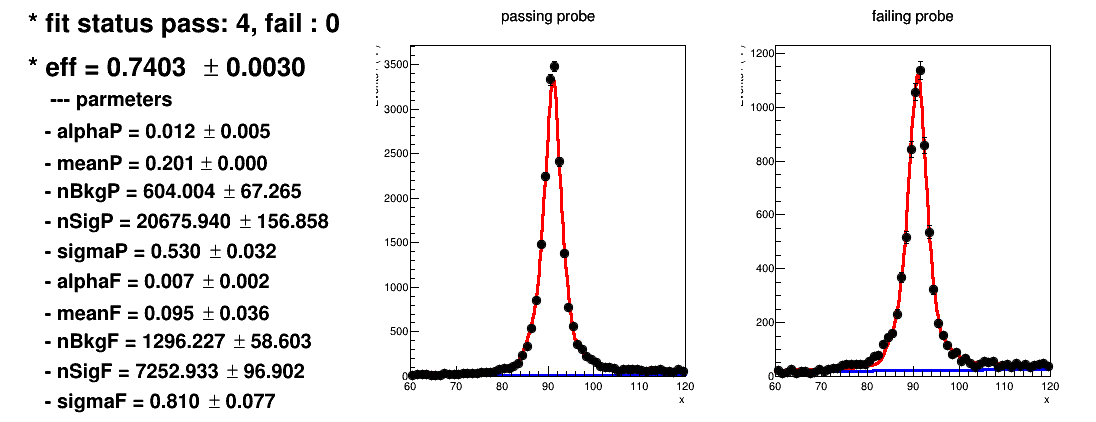 * fit status pass: 4, fail : 0
* eff = 0.7403 ± 0.0030
--- parmeters
- alphaP = 0.012 ± 0.005
- meanP = 0.201 ± 0.000
- nBkgP = 604.004 ± 67.265
- nSigP = 20675.940 ± 156.858
- sigmaP = 0.530 ± 0.032
- alphaF = 0.007 ± 0.002
- meanF = 0.095 ± 0.036
- nBkgF = 1296.227 ± 58.603
- nSigF = 7252.933 ± 96.902
- sigmaF = 0.810 ± 0.077
passing probe
3500
3000
2500
2000
1500
1000
500
0
60 70 80 90 100 110 120
x
failing probe
1200
1000
800
600
400
200
0
60 70 80 90 100 110 120
x